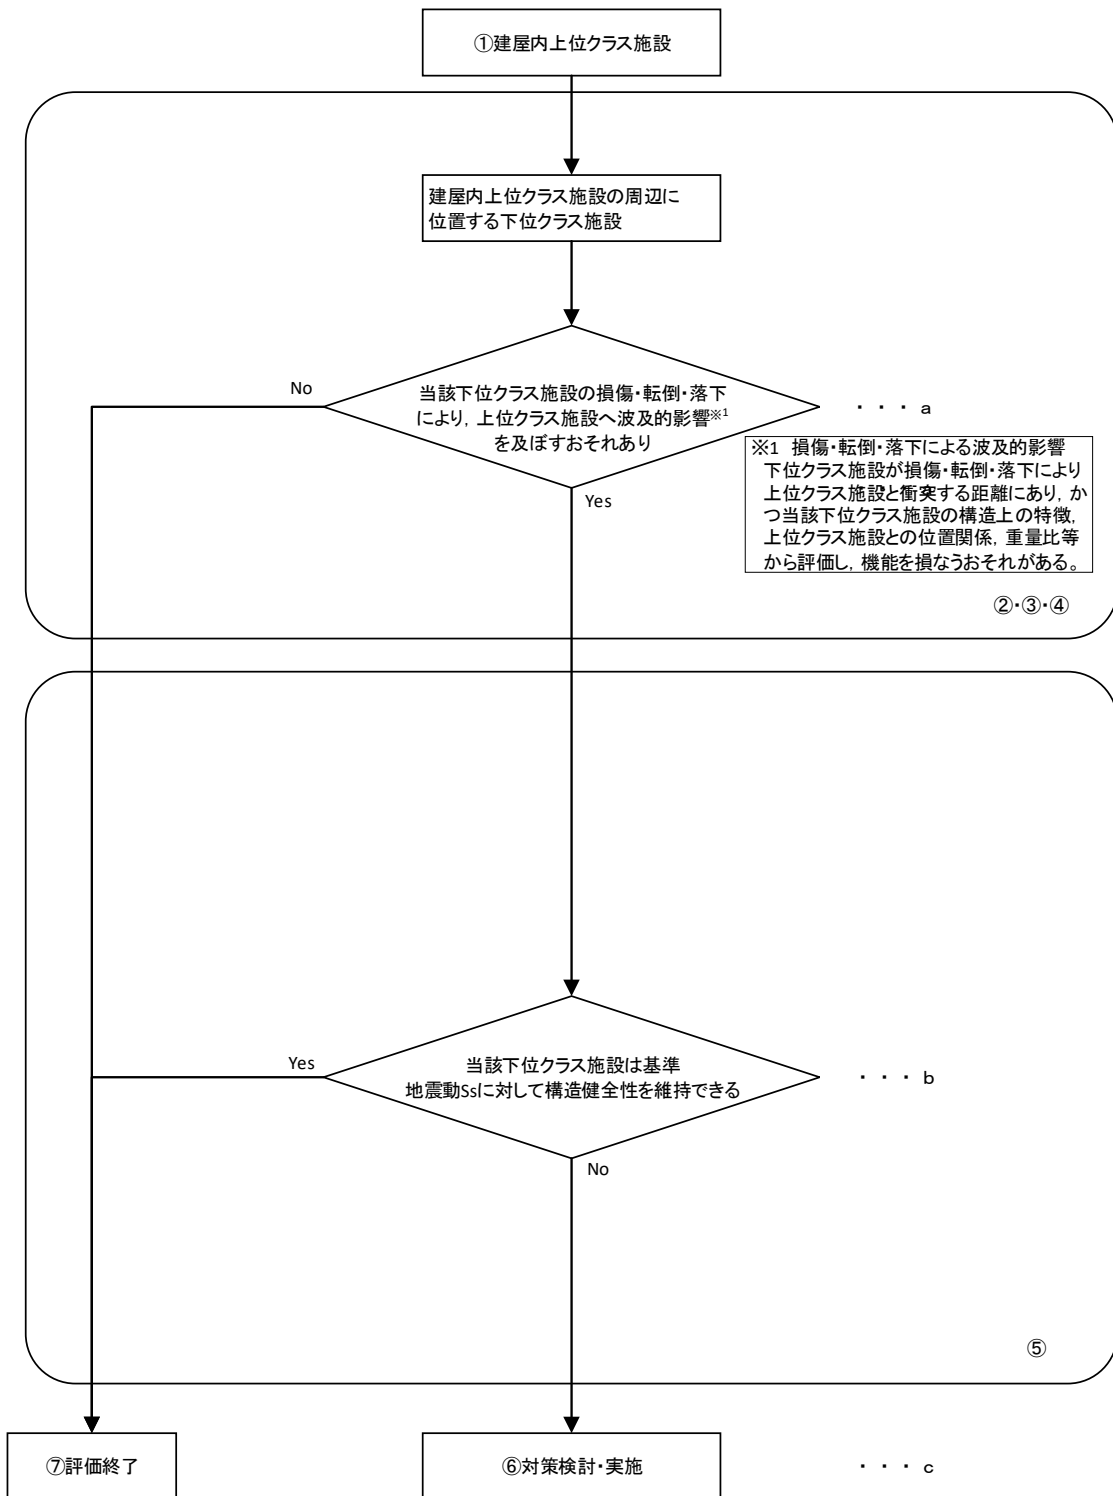 ①建屋内上位クラス施設
建屋内上位クラス施設の周辺に
位置する下位クラス施設
No
当該下位クラス施設の損傷・転倒・落下
により，上位クラス施設へ波及的影響※1
を及ぼすおそれあり
・ ・ ・ a
Yes
※1 損傷・転倒・落下による波及的影響
下位クラス施設が損傷・転倒・落下により
上位クラス施設と衝突する距離にあり，か
つ当該下位クラス施設の構造上の特徴，
上位クラス施設との位置関係，重量比等
から評価し，機能を損なうおそれがある。
②・③・④
Yes
当該下位クラス施設は基準
地震動Ssに対して構造健全性を維持できる
・ ・ ・ b
No
⑤
⑦評価終了
⑥対策検討・実施
・ ・ ・ c